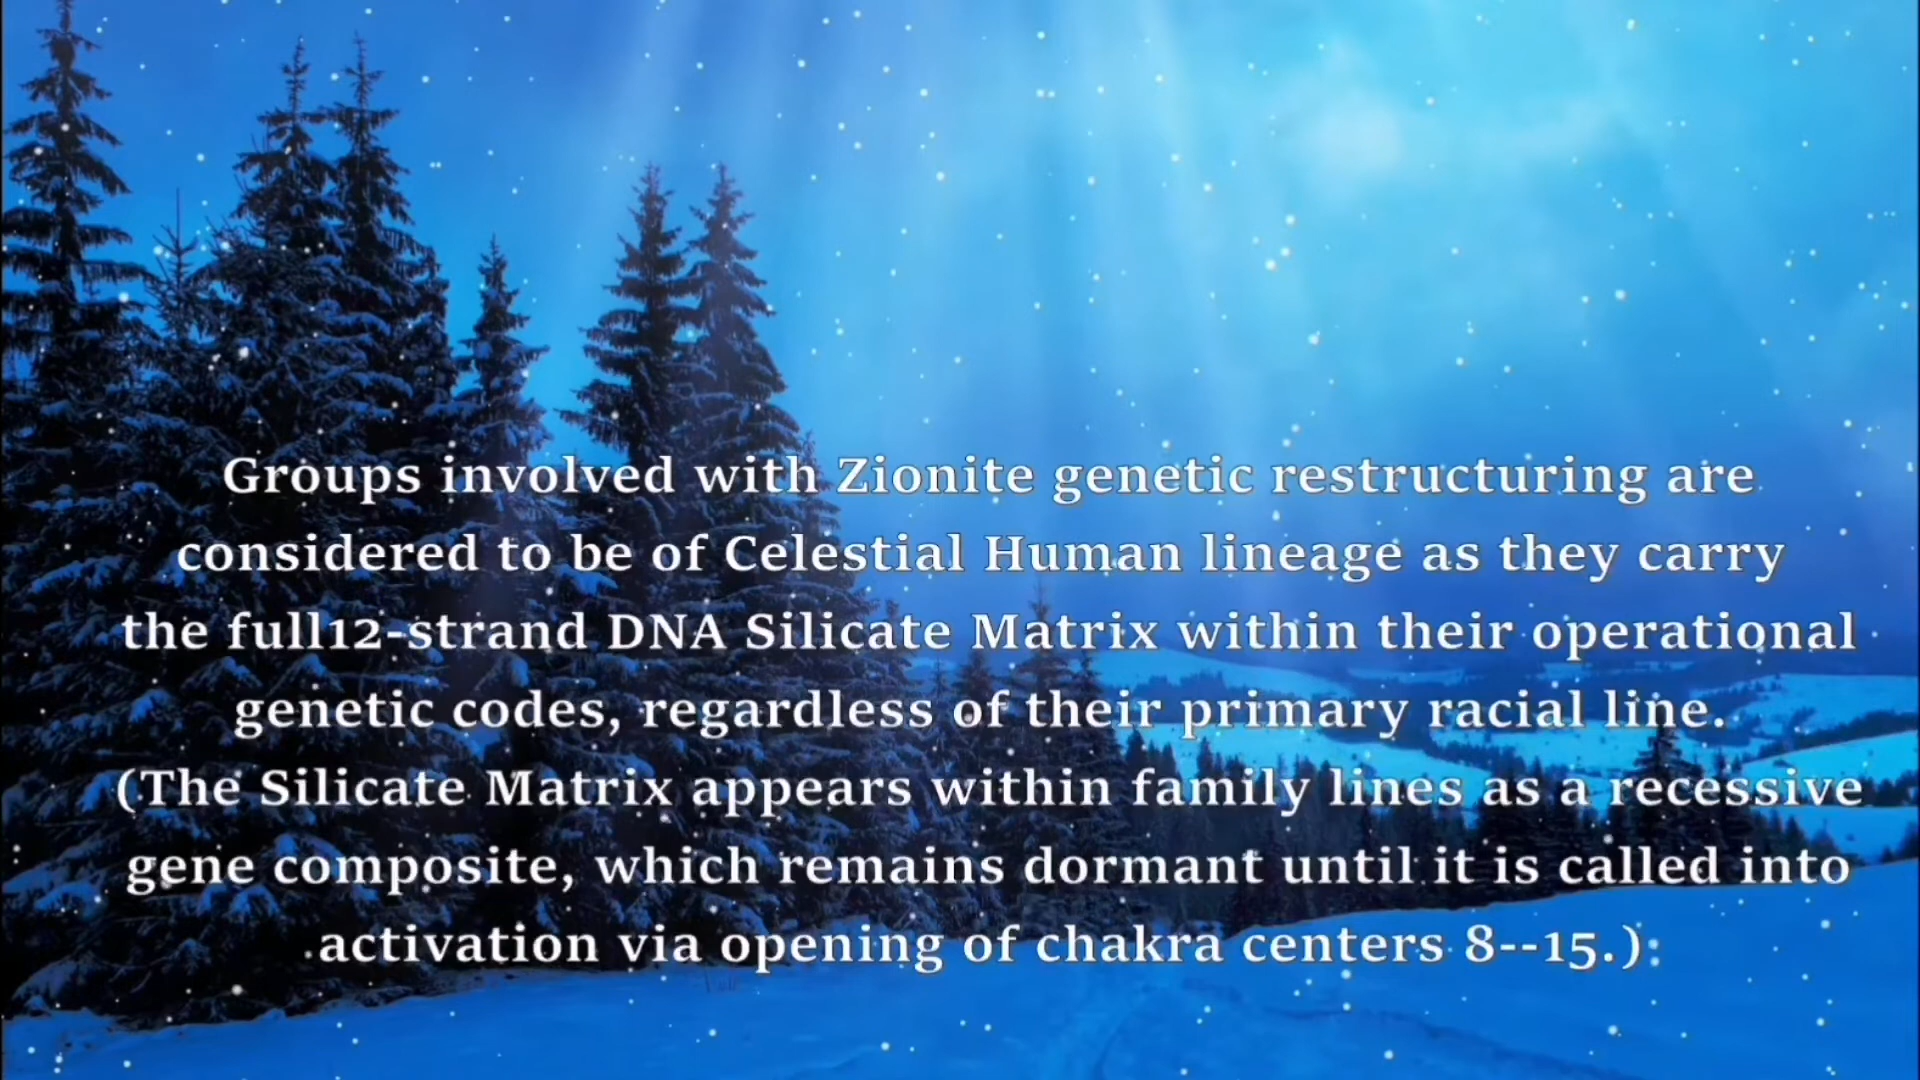 Groups involved with Zionite genetic restructuring are
considered to be of Celestial Human lineage as they carry
the full12-strand DNA Silicate Matrix within their operational
genetic codes, regardless of their primary racial line.
(The Silicate Matrix appears within family lines as a recessive
gene composite, which remains dormant until it is called into
activation via opening of chakra centers 8--15.)